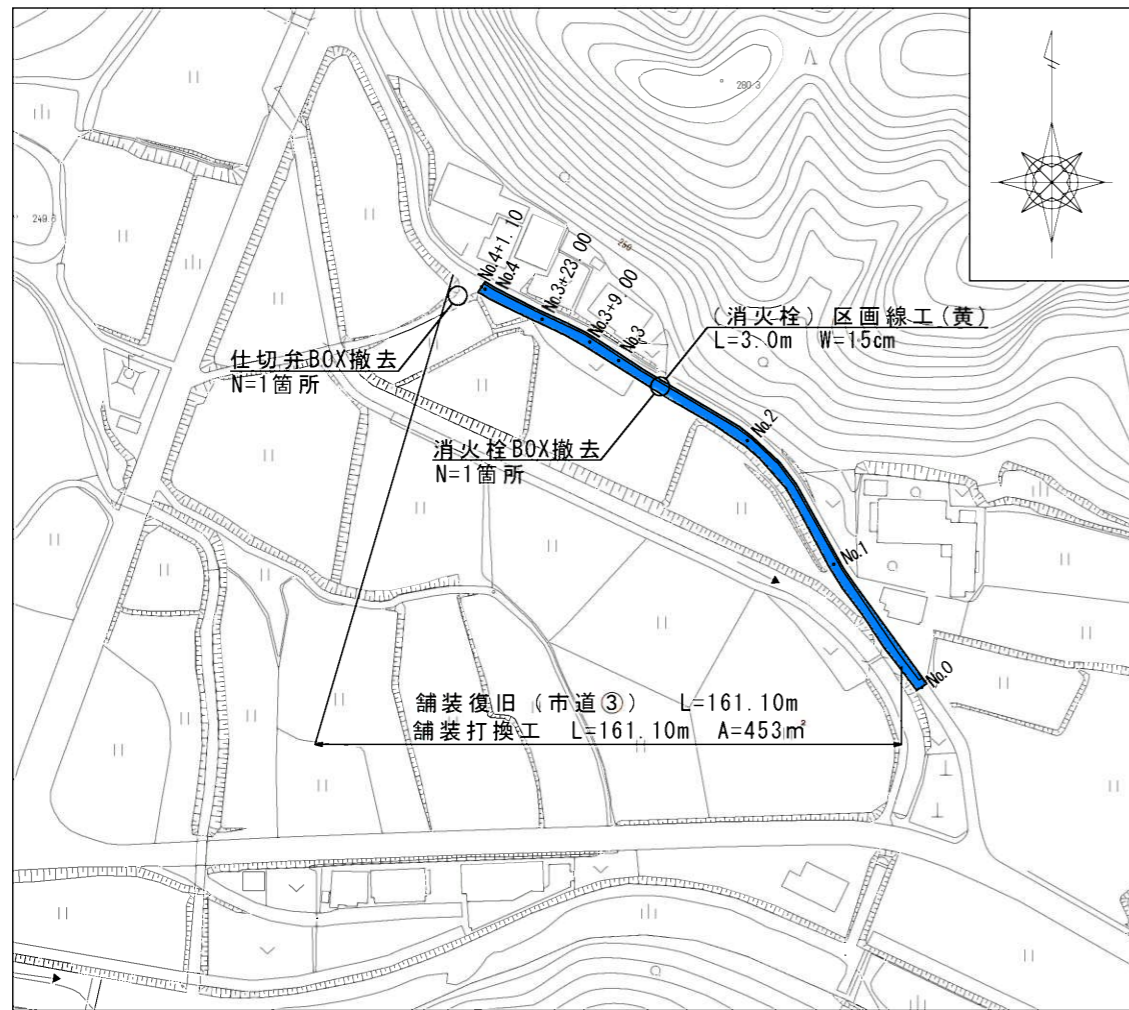 280.3
249.6
250
No.4+1.10
No.4
No.3+23.00
No.3+9.00
No.3
(消火栓) 区画線工(黄)
L=3.0m W=15cm
仕切弁BOX撤去
N=1箇所
消火栓BOX撤去
N=1箇所
No.2
No.1
No.0
舗装復旧 (市道③) L=161.10m
舗装打換工 L=161.10m A=453㎡